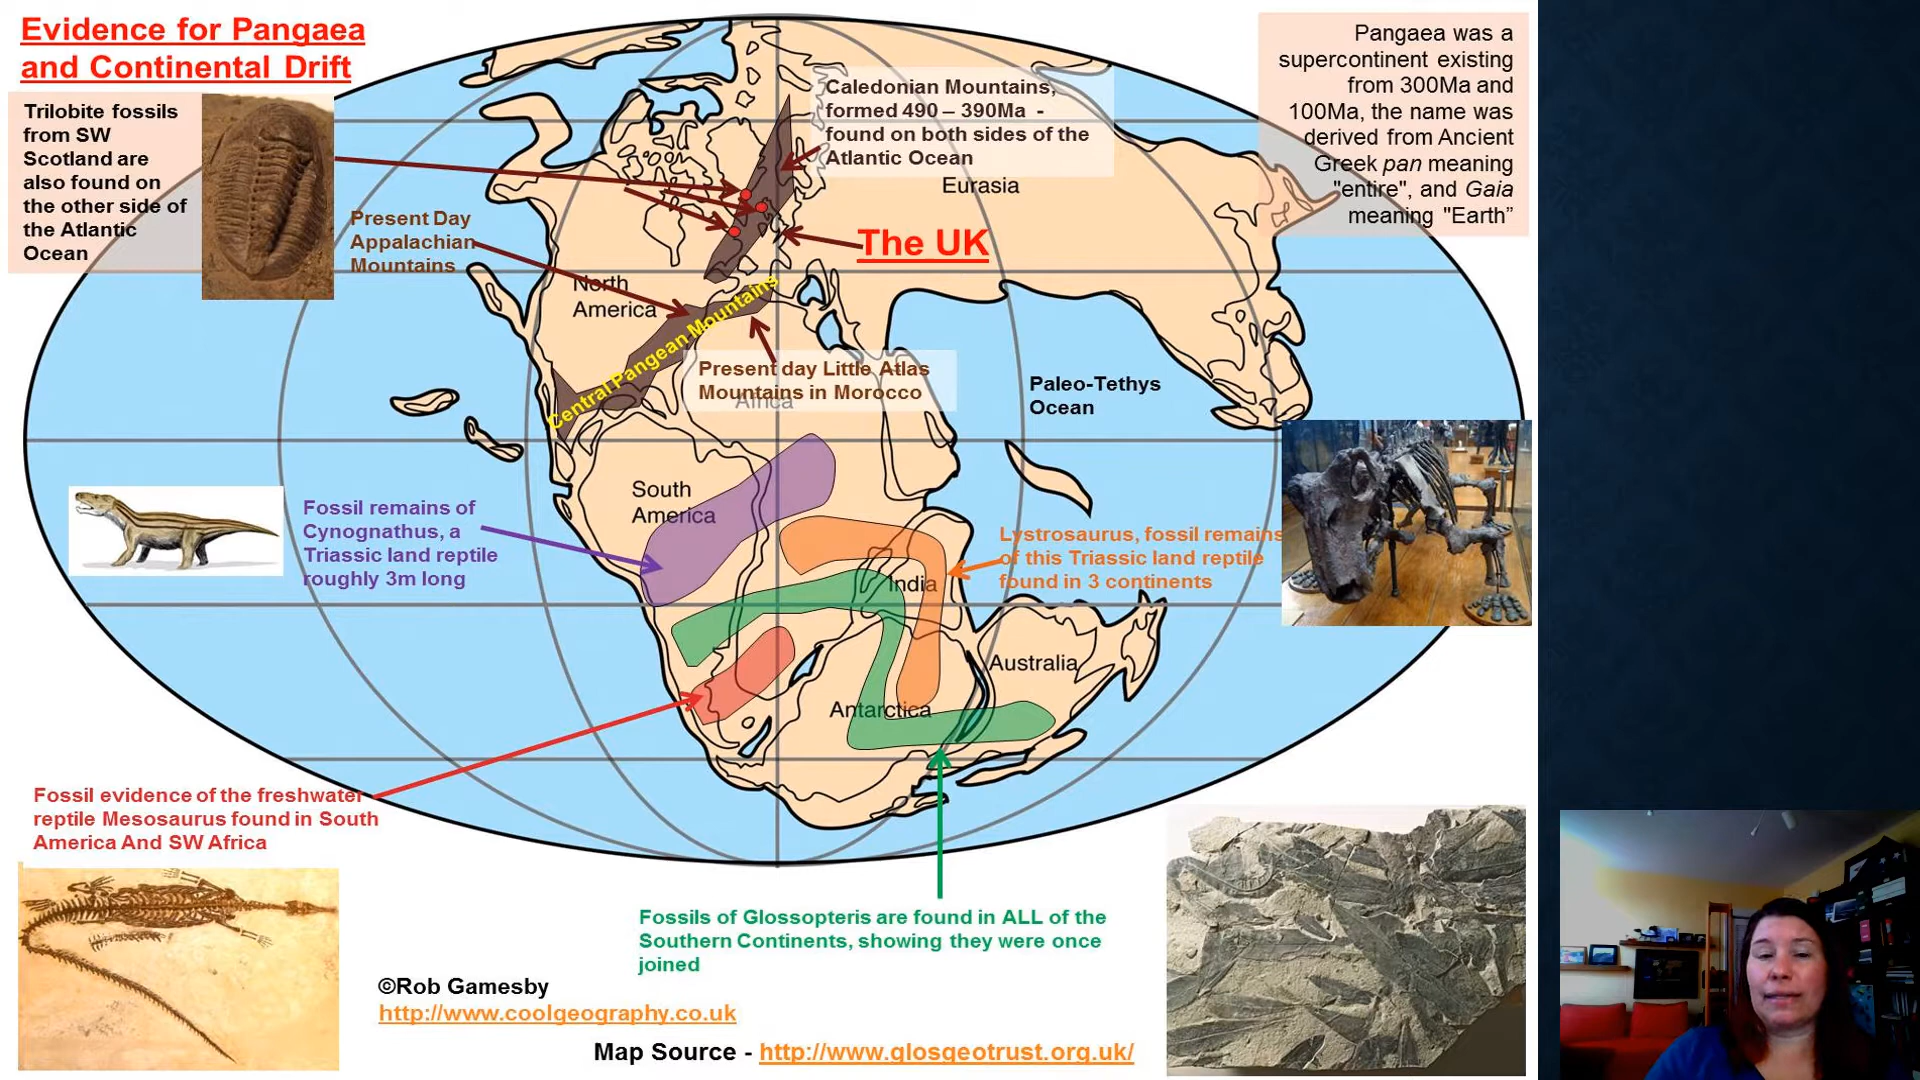 Evidence for Pangaea
and Continental Drift
Trilobite fossils
from SW
Scotland are
also found on
the other side of
the Atlantic
Ocean
Caledonian Mountains,
formed 490 – 390Ma -
found on both sides of the
Atlantic Ocean
Pangaea was a
supercontinent existing
from 300Ma and
100Ma, the name was
derived from Ancient
Greek pan meaning
"entire", and Gaia
meaning "Earth”
Eurasia
Present Day
Appalachian
Mountains
The UK
North
America
Central Pangean Mountains
Present day Little Atlas
Mountains in Morocco
Africa
Paleo-Tethys
Ocean
South
America
Fossil remains of
Cynognathus, a
Triassic land reptile
roughly 3m long
Lystrosaurus, fossil remains
of this Triassic land reptile
found in 3 continents
India
Australia
Antarctica
Fossil evidence of the freshwater
reptile Mesosaurus found in South
America And SW Africa
Fossils of Glossopteris are found in ALL of the
Southern Continents, showing they were once
joined
©Rob Gamesby
http://www.coolgeography.co.uk
Map Source - http://www.glosgeotrust.org.uk/